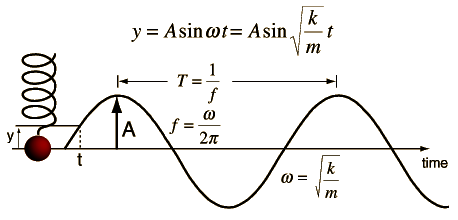 y = A sin ωt = A sin √(k/m) t
T = 1/f
y
A
f = ω/2π
t
time
ω = √(k/m)